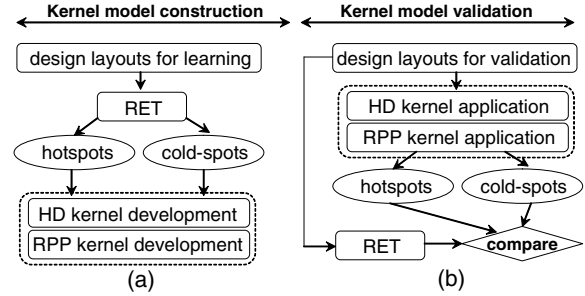 Kernel model construction
design layouts for learning
RET
hotspots
cold-spots
HD kernel development
RPP kernel development
(a)
Kernel model validation
design layouts for validation
HD kernel application
RPP kernel application
hotspots
cold-spots
RET
compare
(b)